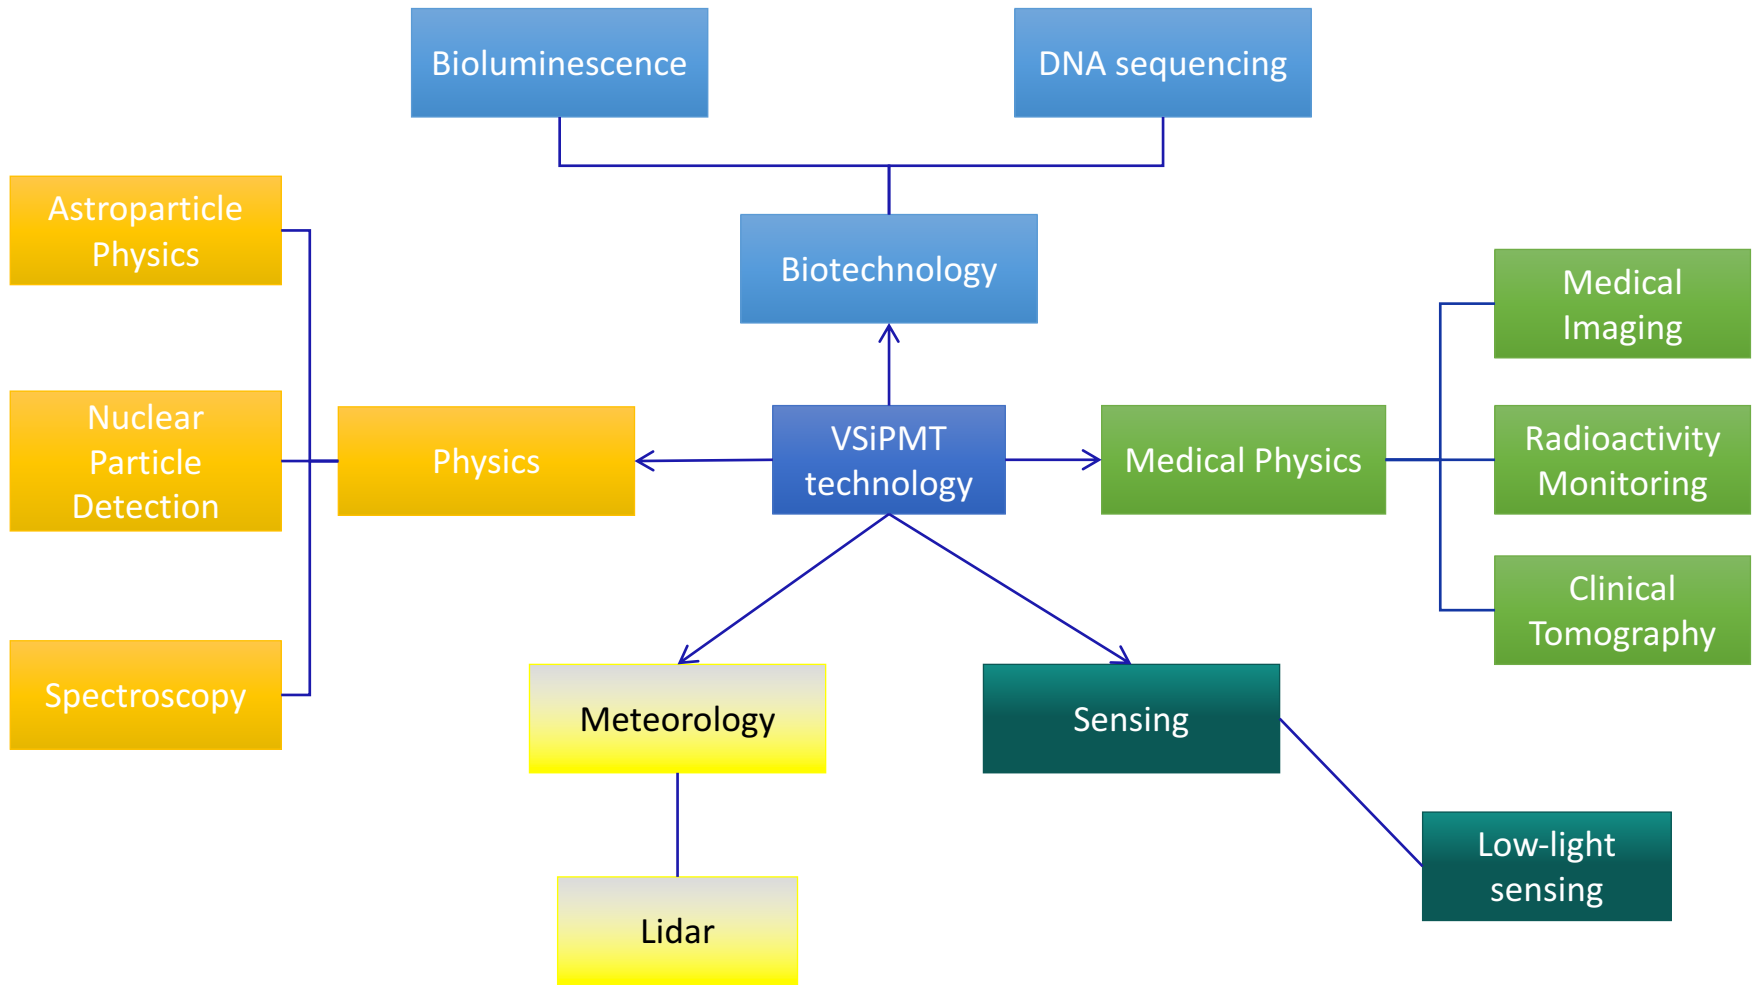 Bioluminescence
DNA sequencing
Astroparticle
Physics
Biotechnology
Medical
Imaging
Nuclear
Particle
Detection
Physics
VSiPMT
technology
Medical Physics
Radioactivity
Monitoring
Clinical
Tomography
Spectroscopy
Meteorology
Sensing
Low-light
sensing
Lidar